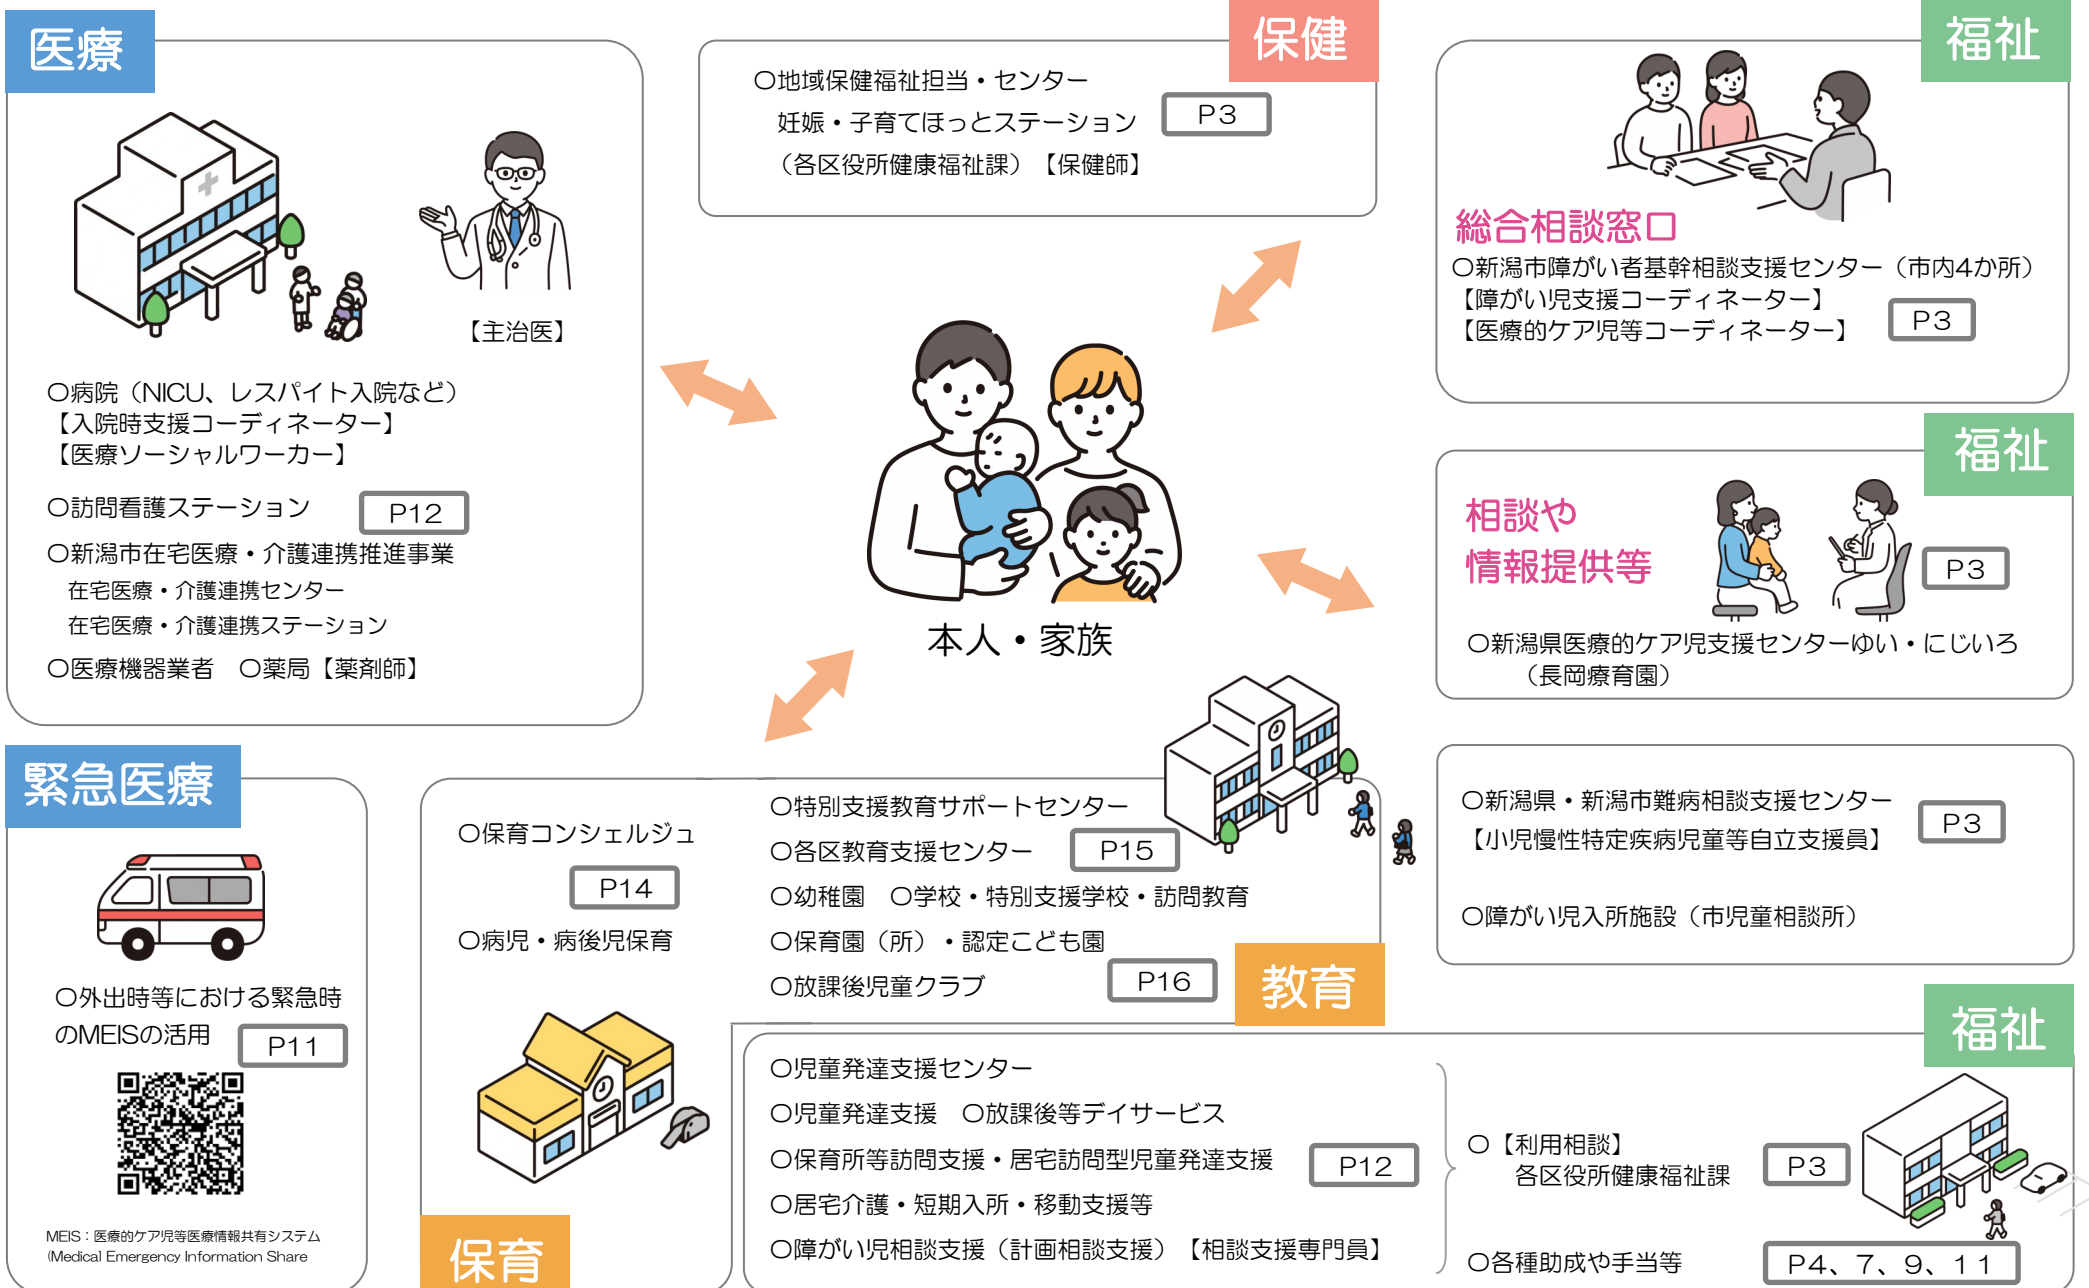 医療
【主治医】
〇病院（NICU、レスパイト入院など）
【入院時支援コーディネーター】
【医療ソーシャルワーカー】
〇訪問看護ステーション
P12
〇新潟市在宅医療・介護連携推進事業
在宅医療・介護連携センター
在宅医療・介護連携ステーション
〇医療機器業者　〇薬局【薬剤師】
保健
〇地域保健福祉担当・センター
妊娠・子育てほっとステーション
P3
（各区役所健康福祉課）【保健師】
福祉
総合相談窓口
〇新潟市障がい者基幹相談支援センター（市内4か所）
【障がい児支援コーディネーター】
【医療的ケア児等コーディネーター】
P3
本人・家族
福祉
相談や
情報提供等
P3
〇新潟県医療的ケア児支援センターゆい・にじいろ
（長岡療育園）
〇新潟県・新潟市難病相談支援センター
【小児慢性特定疾病児童等自立支援員】
P3
〇障がい児入所施設（市児童相談所）
緊急医療
〇外出時等における緊急時
のMEISの活用
P11
MEIS：医療的ケア児等医療情報共有システム
(Medical Emergency Information Share
〇保育コンシェルジュ
P14
〇病児・病後児保育
保育
〇特別支援教育サポートセンター
〇各区教育支援センター
P15
〇幼稚園　〇学校・特別支援学校・訪問教育
〇保育園（所）・認定こども園
〇放課後児童クラブ
P16
教育
福祉
〇児童発達支援センター
〇児童発達支援　〇放課後等デイサービス
〇保育所等訪問支援・居宅訪問型児童発達支援
P12
〇居宅介護・短期入所・移動支援等
〇障がい児相談支援（計画相談支援）【相談支援専門員】
〇【利用相談】
各区役所健康福祉課
P3
〇各種助成や手当等
P4、7、9、11